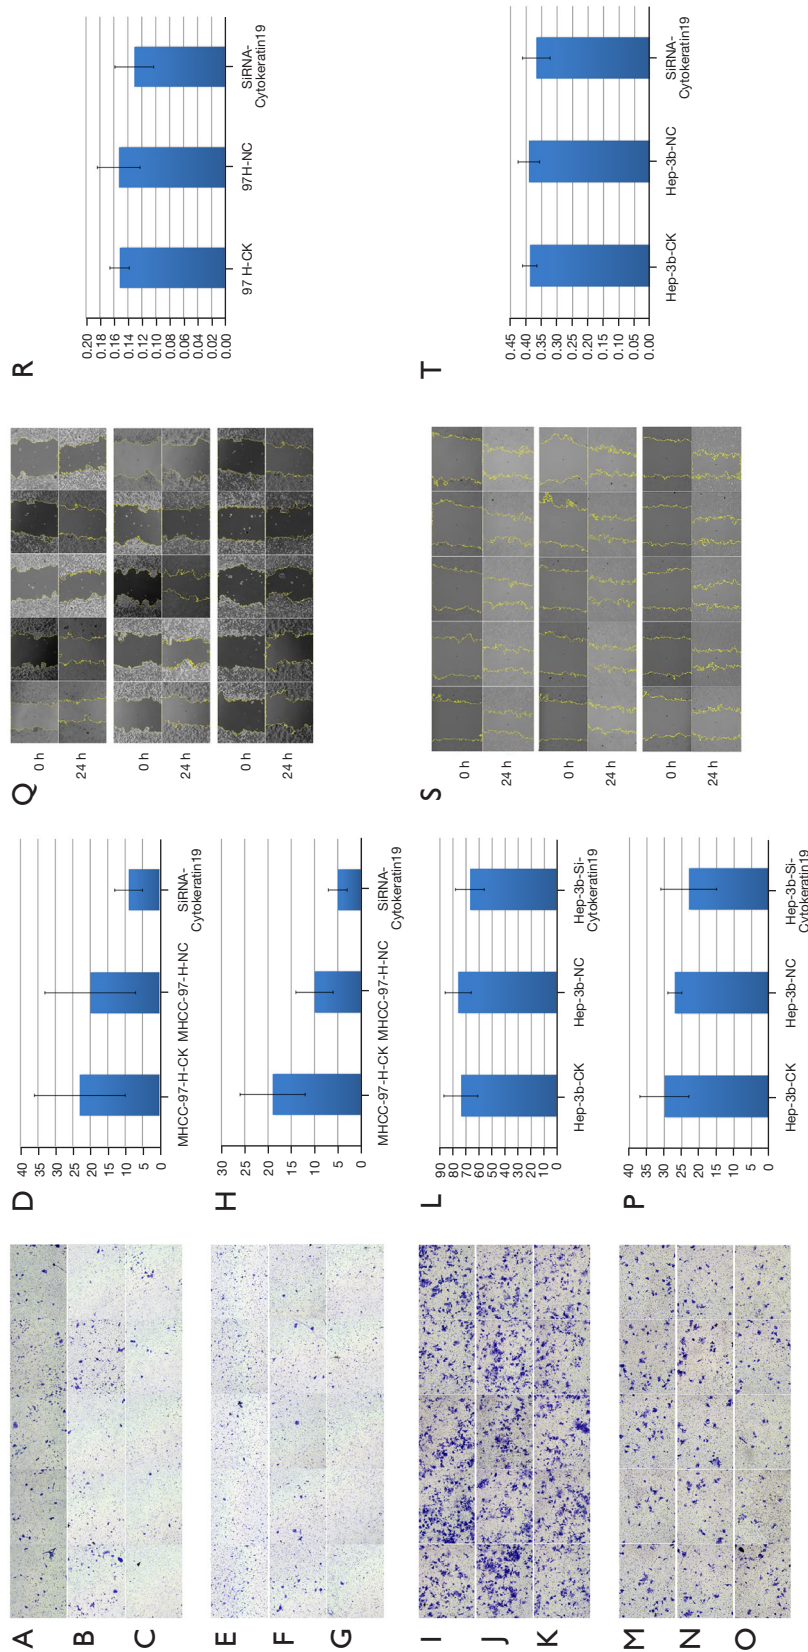 A
B
C
D
40
35
30
25
20
15
10
5
0
MHCC-97-H-CK MHCC-97-H-NC SiRNA-
Cytokeratin19
E
F
G
H
30
25
20
15
10
5
0
MHCC-97-H-CK MHCC-97-H-NC SiRNA-
Cytokeratin19
I
J
K
L
90
80
70
60
50
40
30
20
10
0
Hep-3b-CK Hep-3b-NC Hep-3b-Si-
Cytokeratin19
M
N
O
P
40
35
30
25
20
15
10
5
0
Hep-3b-CK Hep-3b-NC Hep-3b-Si-
Cytokeratin19
Q
0 h
24 h
0 h
24 h
0 h
24 h
R
0.20
0.18
0.16
0.14
0.12
0.10
0.08
0.06
0.04
0.02
0.00
97 H-CK 97H-NC SiRNA-
Cytokeratin19
S
0 h
24 h
0 h
24 h
0 h
24 h
T
0.45
0.40
0.35
0.30
0.25
0.20
0.15
0.10
0.05
0.00
Hep-3b-CK Hep-3b-NC SiRNA-
Cytokeratin19